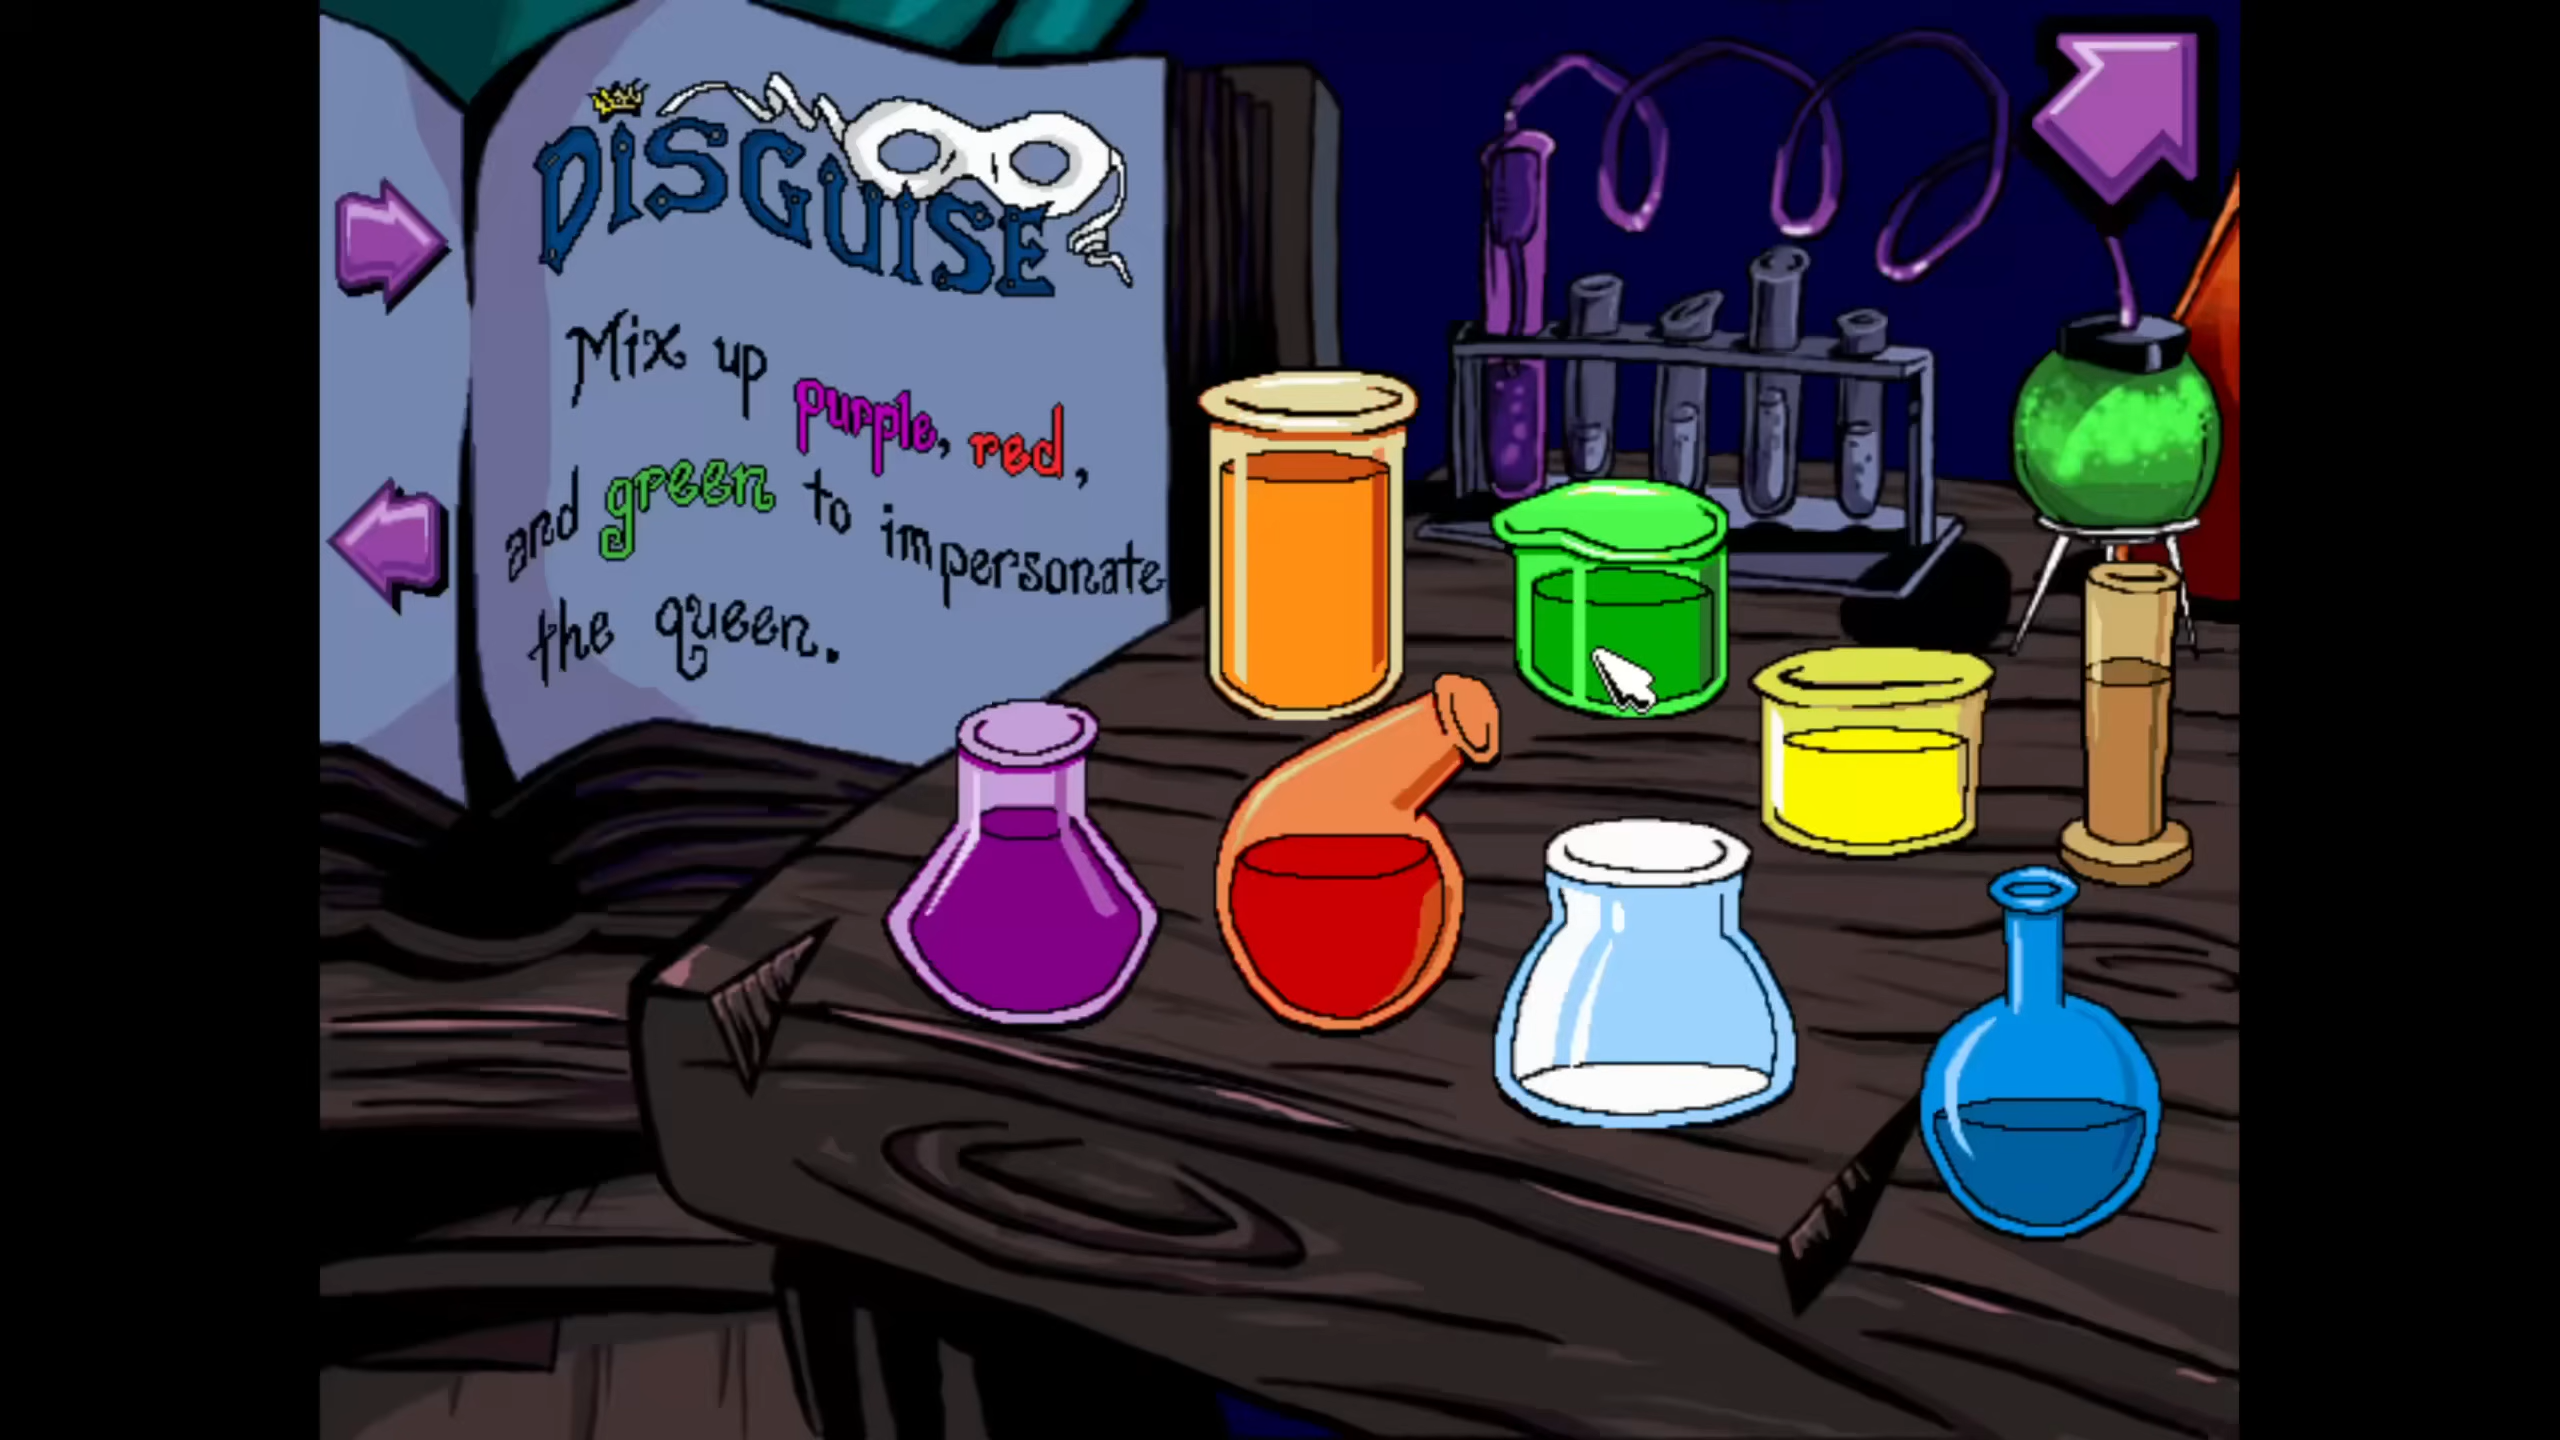 DiSGUiSE
Mix up purple, red,
and green to impersonate
the queen.